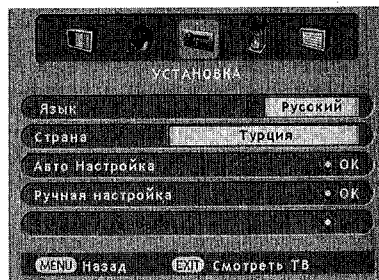 УСТАНОВКА
Язык Русский
Страна Турция
Авто Настройка • OK
Ручная настройка • OK
•
MENU Назад EXIT Смотреть ТВ